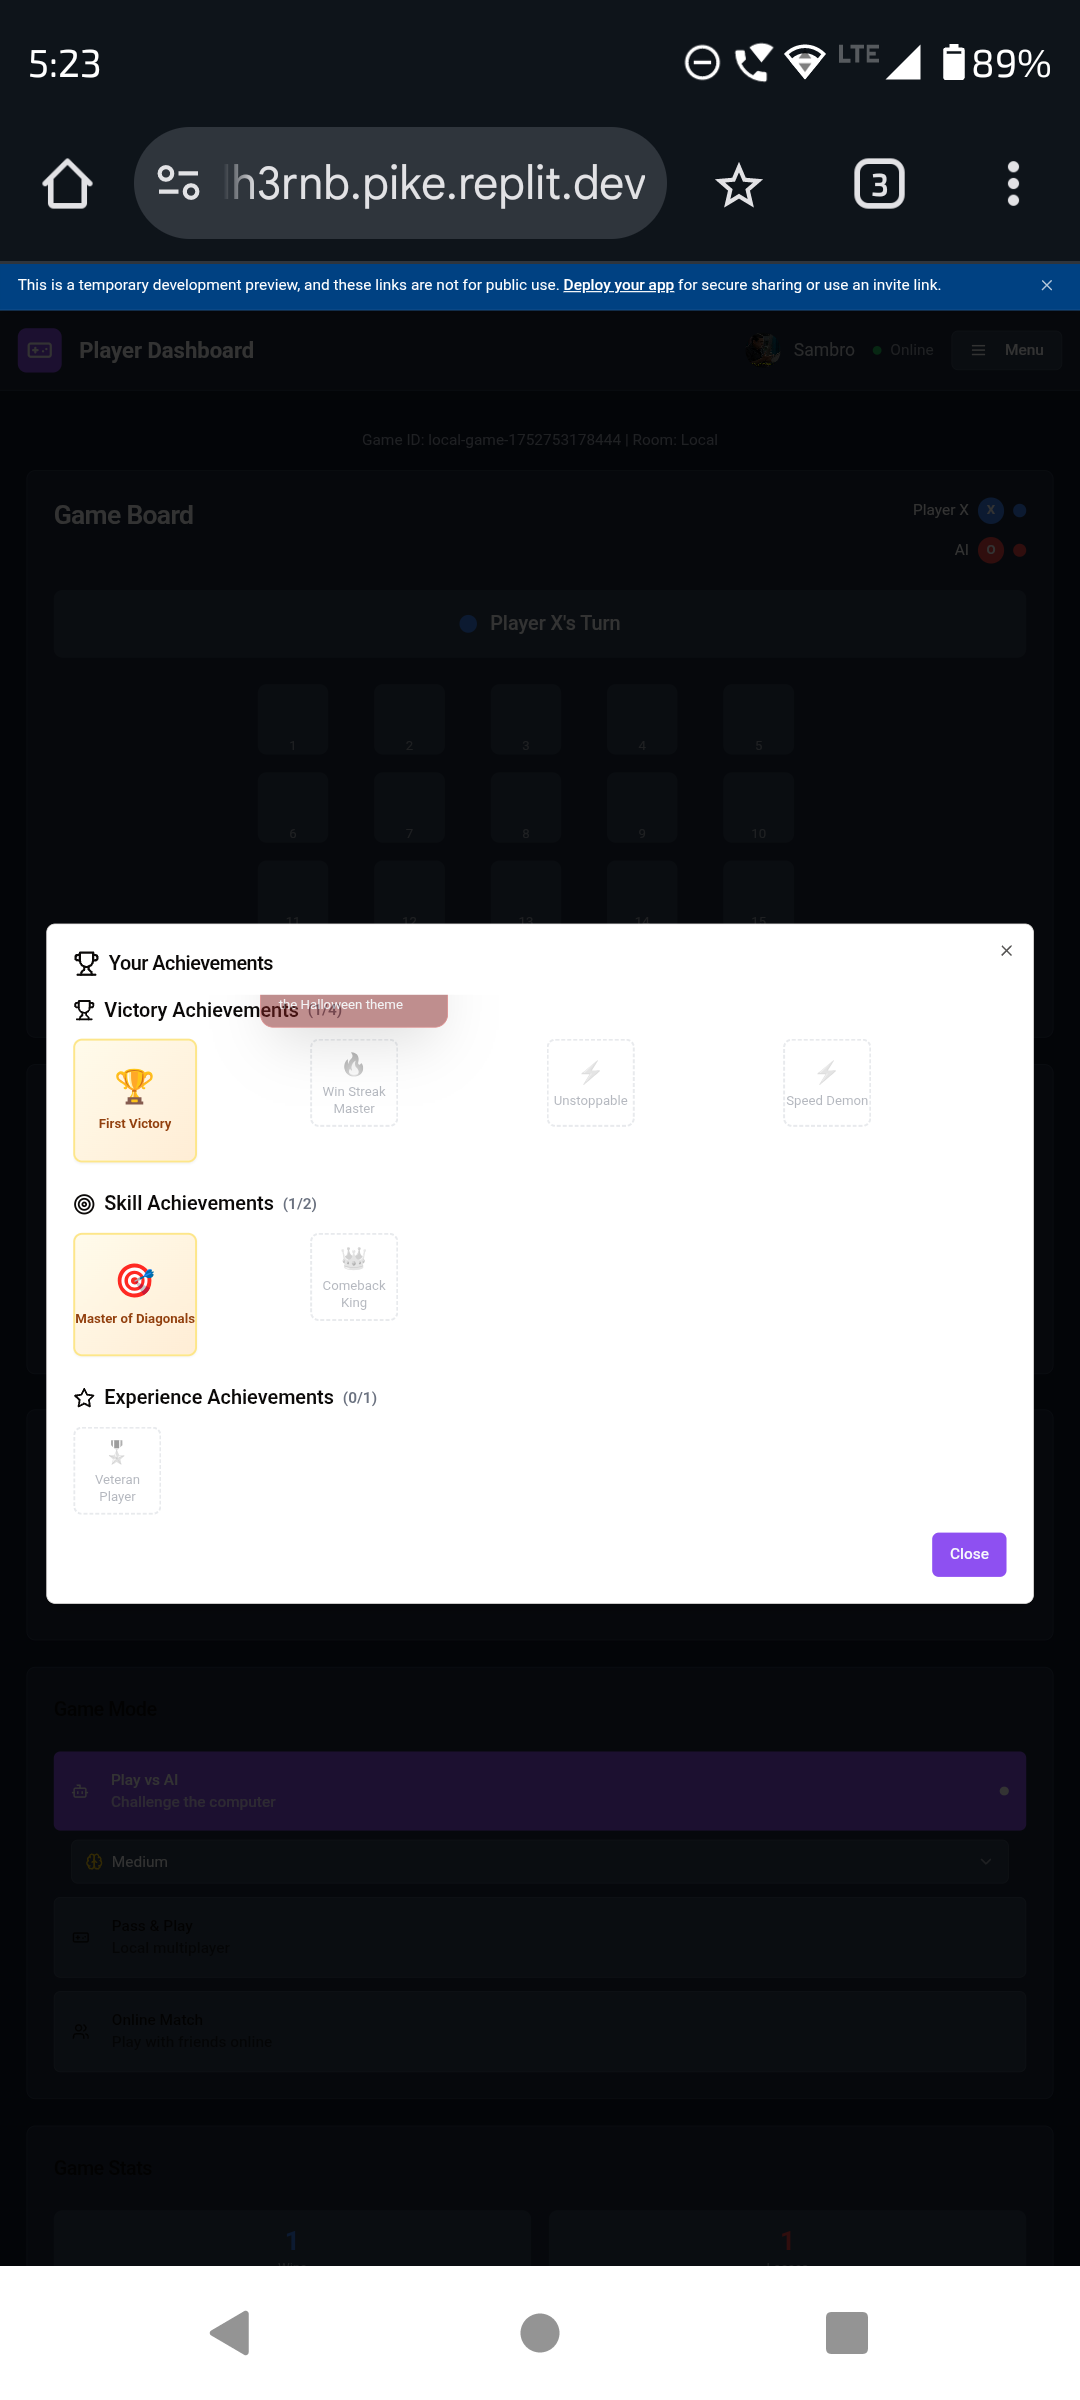 5:23
LTE
89%
lh3rnb.pike.replit.dev
3
This is a temporary development preview, and these links are not for public use. Deploy your app for secure sharing or use an invite link.
Player Dashboard
Sambro
Online
Menu
Game ID: local-game-1752753178444 | Room: Local
Game Board
Player X
X
AI
O
Player X's Turn
1
2
3
4
5
6
7
8
9
10
11
12
13
14
15
Your Achievements
the Halloween theme
Victory Achievements (1/4)
First Victory
Win Streak
Master
Unstoppable
Speed Demon
Skill Achievements (1/2)
Master of Diagonals
Comeback
King
Experience Achievements (0/1)
Veteran
Player
Close
Game Mode
Play vs AI
Challenge the computer
Medium
Pass & Play
Local multiplayer
Online Match
Play with friends online
Game Stats
1
1